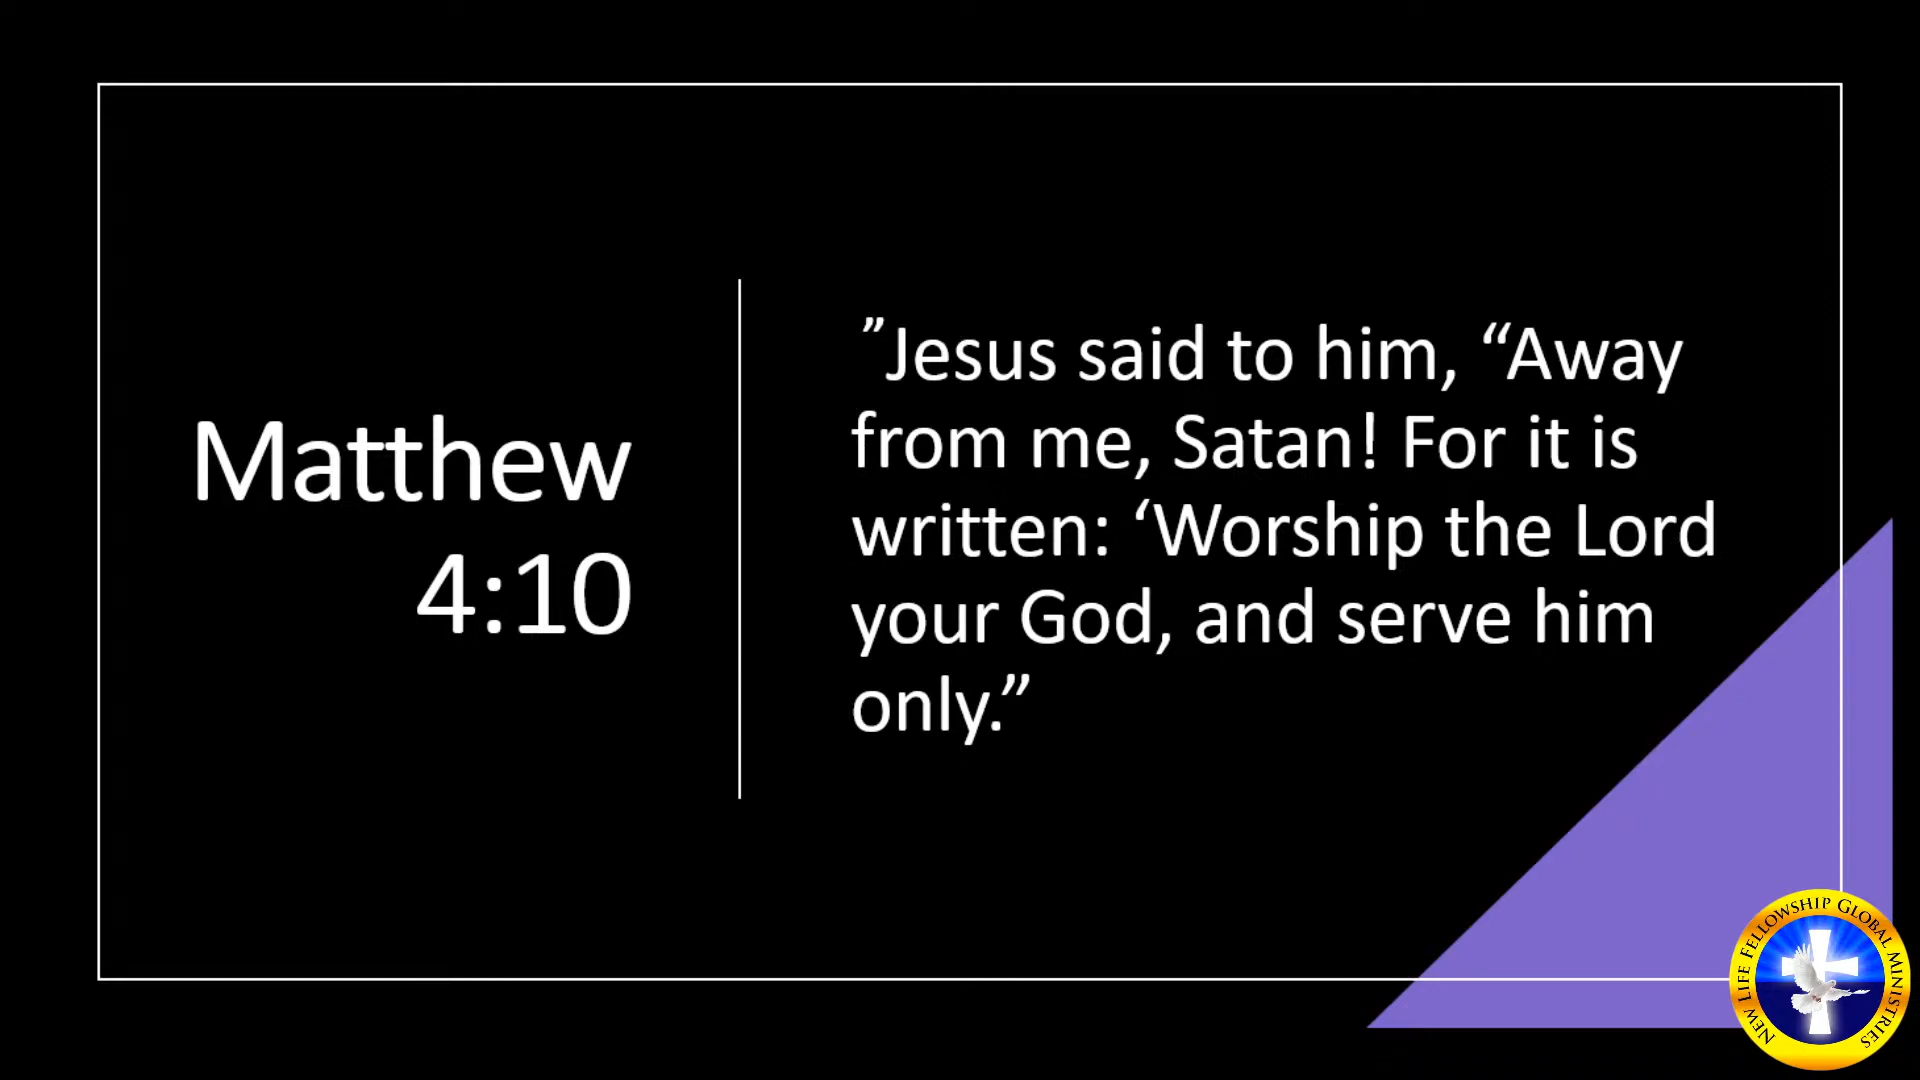 Matthew
4:10
”Jesus said to him, “Away
from me, Satan! For it is
written: ‘Worship the Lord
your God, and serve him
only.”
NEW LIFE FELLOWSHIP GLOBAL MINISTRIES